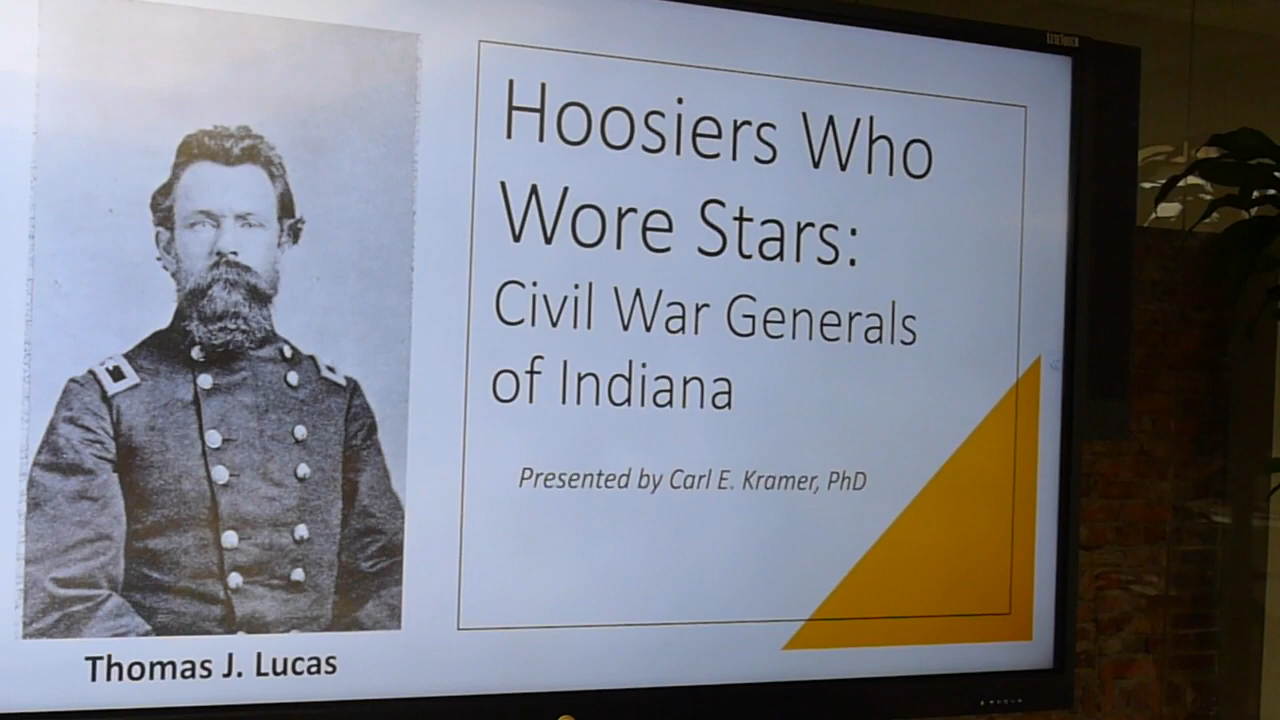 Hoosiers Who
Wore Stars:
Civil War Generals
of Indiana
Presented by Carl E. Kramer, PhD
Thomas J. Lucas